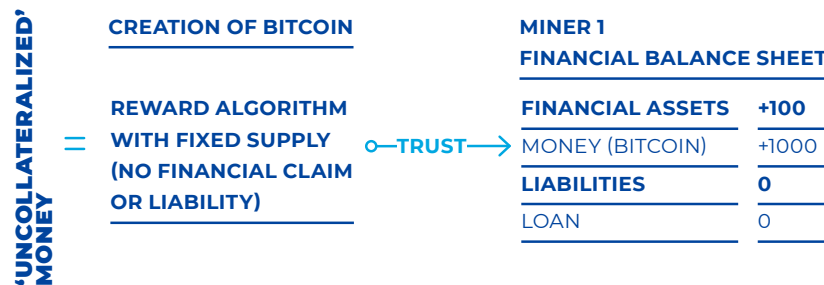 'UNCOLLATERALIZED'
MONEY
=
CREATION OF BITCOIN
REWARD ALGORITHM
WITH FIXED SUPPLY
(NO FINANCIAL CLAIM
OR LIABILITY)
TRUST
MINER 1
FINANCIAL BALANCE SHEET
FINANCIAL ASSETS +100
MONEY (BITCOIN) +1000
LIABILITIES 0
LOAN 0